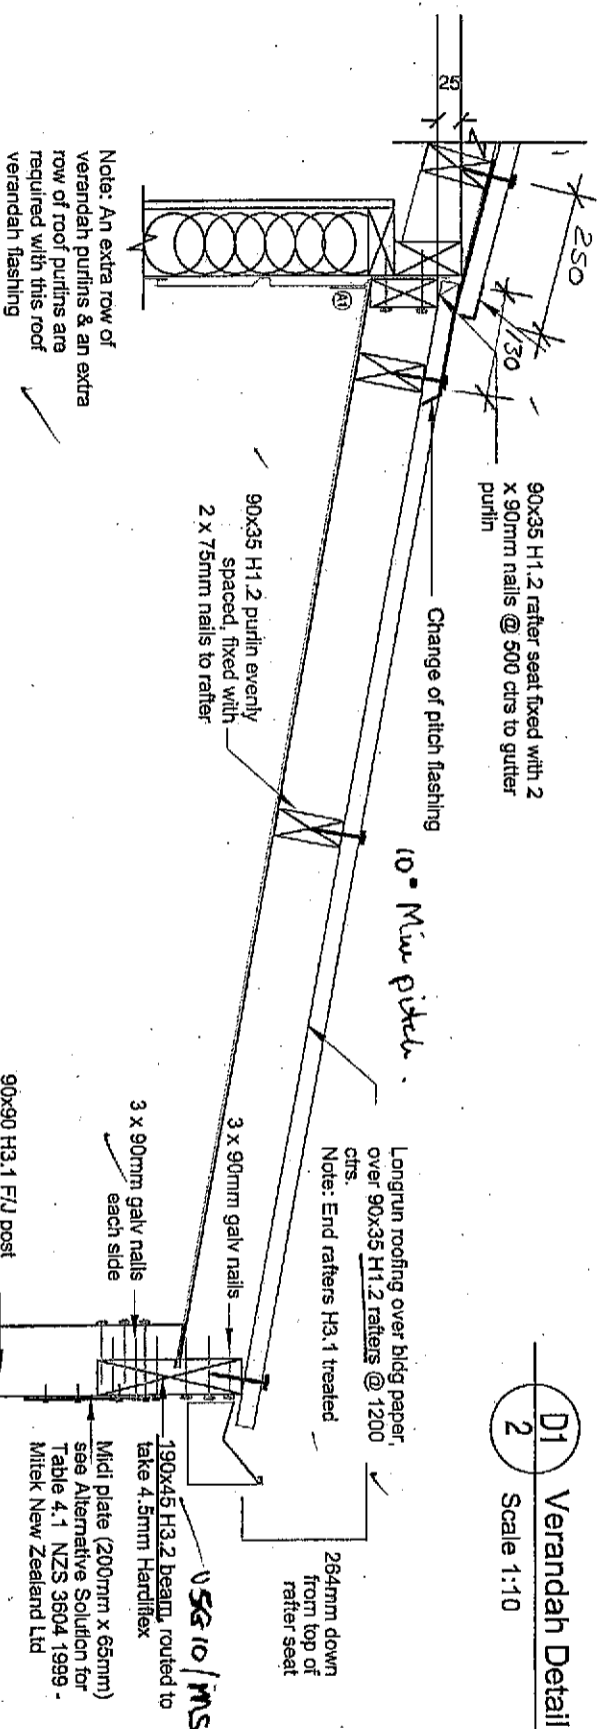 25
250
130
90x35 H1.2 rafter seat fixed with 2
x 90mm nails @ 500 ctrs to gutter
purlin
Change of pitch flashing
10° Min pitch.
Longrun roofing over bldg paper,
over 90x35 H1.2 rafters @ 1200
ctrs.
Note: End rafters H3.1 treated
D1
2
Verandah Detail
Scale 1:10
A1
Note: An extra row of
verandah purlins & an extra
row of roof purlins are
required with this roof
verandah flashing
90x35 H1.2 purlin evenly
spaced, fixed with
2 x 75mm nails to rafter
3 x 90mm galv nails
3 x 90mm galv nails
each side
90x90 H3.1 F/J post
264mm down
from top of
rafter seat
SG10/MS
190x45 H3.2 beam, routed to
take 4.5mm Hardiflex
Midi plate (200mm x 65mm)
see Alternative Solution for
Table 4.1 NZS 3604 1999 -
Mitek New Zealand Ltd